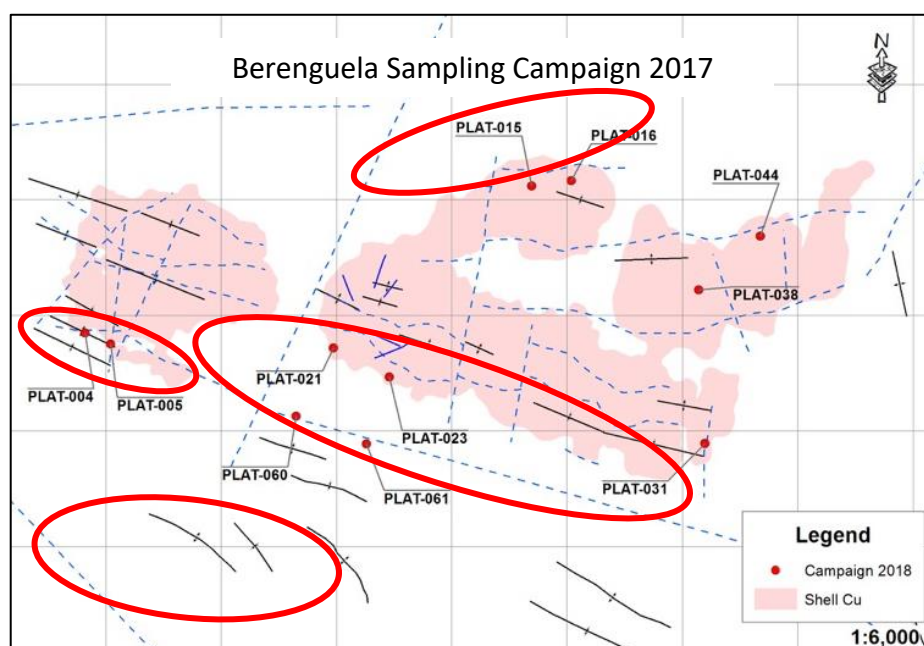 Berenguela Sampling Campaign 2017
N
PLAT-015
PLAT-016
PLAT-044
PLAT-038
PLAT-004
PLAT-005
PLAT-021
PLAT-023
PLAT-060
PLAT-061
PLAT-031
Legend
Campaign 2018
Shell Cu
1:6,000